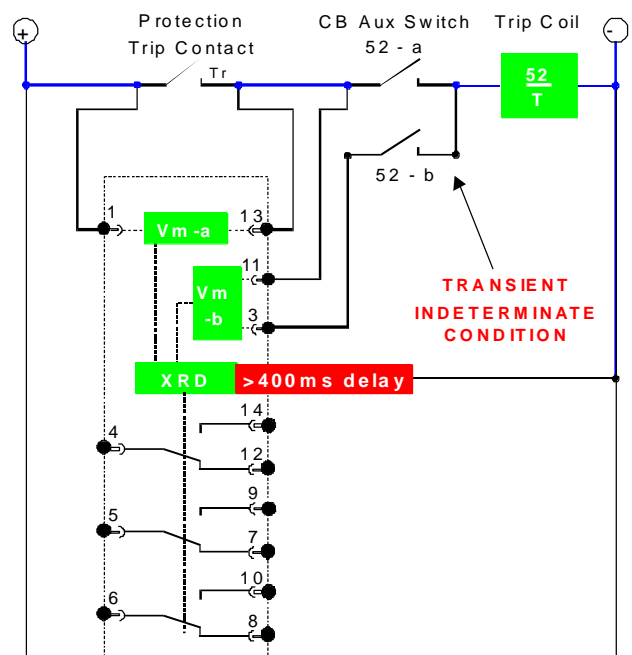 Protection
Trip Contact
CB Aux Switch
52 - a
Trip Coil
+
-
Tr
52
T
52 - b
1
Vm -a
13
11
Vm
-b
3
TRANSIENT
INDETERMINATE
CONDITION
XRD
>400ms delay
14
4
12
9
5
7
10
6
8